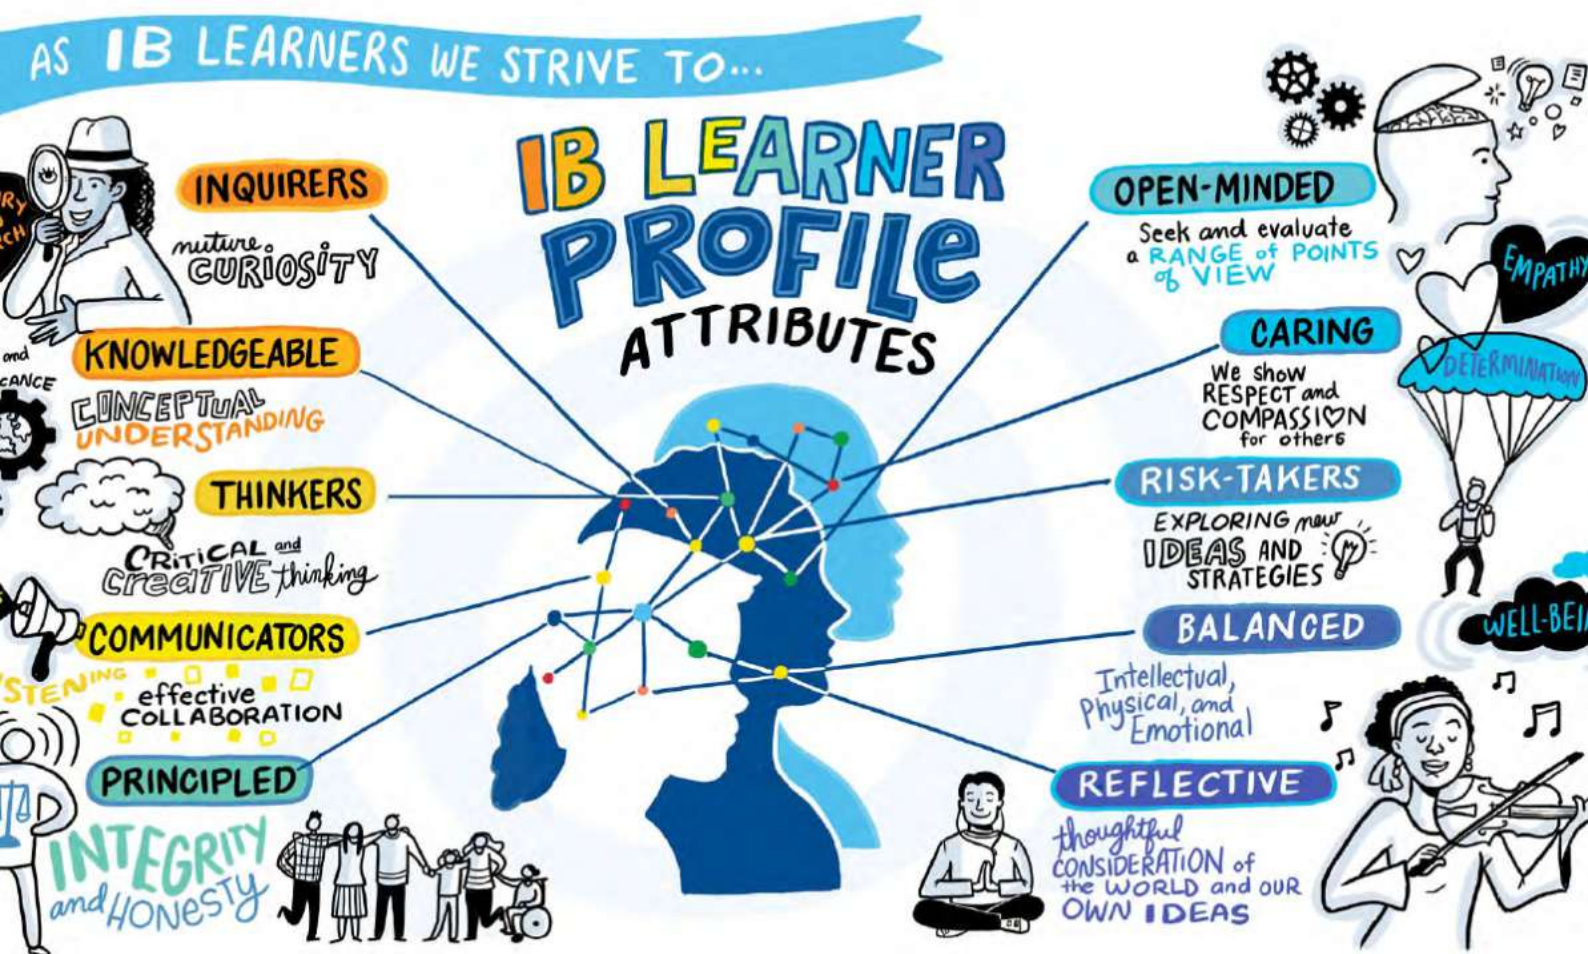 AS IB LEARNERS WE STRIVE TO...
IB LEARNER
PROFILE
ATTRIBUTES
INQUIRERS
nuture
CURIOSITY
KNOWLEDGEABLE
and
CONCEPTUAL
UNDERSTANDING
THINKERS
CRITICAL and
CREATIVE thinking
COMMUNICATORS
effective
COLLABORATION
PRINCIPLED
INTEGRITY
and HONESTY
OPEN-MINDED
Seek and evaluate
a RANGE of POINTS
of VIEW
EMPATHY
CARING
We show
RESPECT and
COMPASSION
for others
DETERMINATION
RISK-TAKERS
EXPLORING new
IDEAS AND
STRATEGIES
BALANCED
Intellectual,
Physical, and
Emotional
WELL-BEI
REFLECTIVE
thoughtful
CONSIDERATION of
the WORLD and OUR
OWN IDEAS